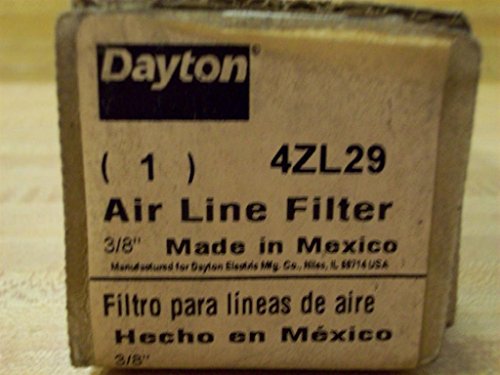 Dayton®
( 1 ) 4ZL29
Air Line Filter
3/8" Made in Mexico
Manufactured for Dayton Electric Mfg. Co., Niles, IL 60714 USA
Filtro para lineas de aire
Hecho en México
3/8"